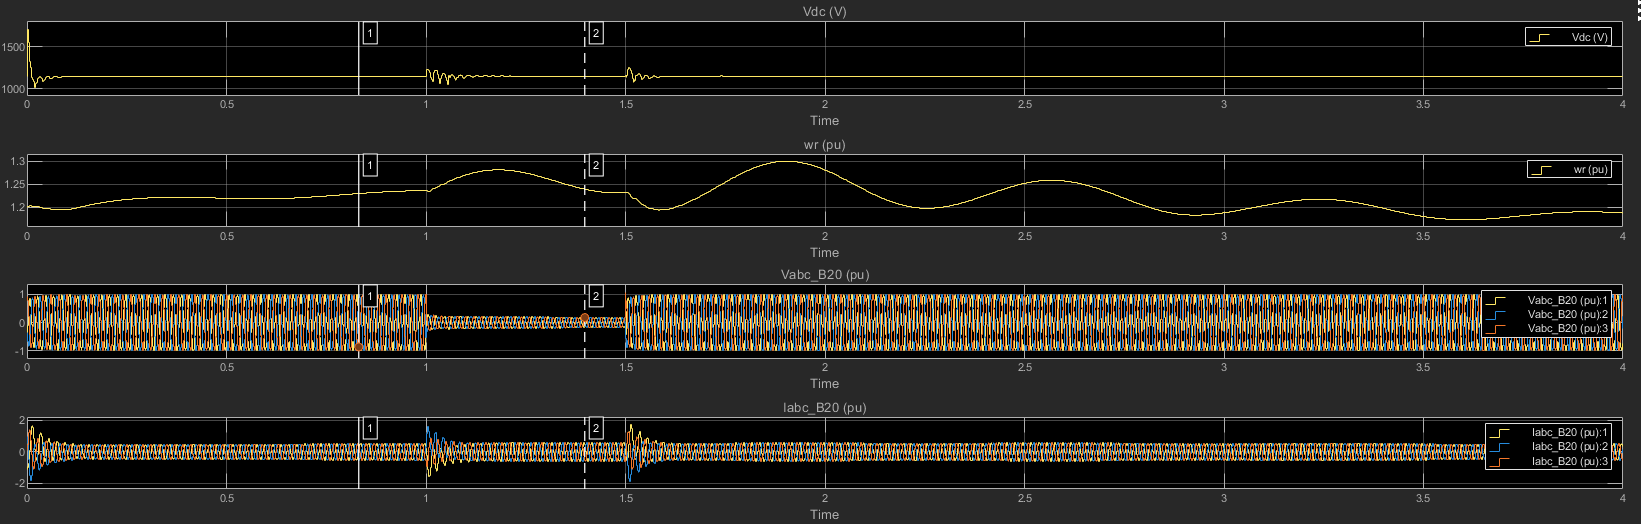 Vdc (V)
1500
1000
1
2
Vdc (V)
0 0.5 1 1.5 2 2.5 3 3.5 4
Time
wr (pu)
1.3
1.25
1.2
1
2
wr (pu)
0 0.5 1 1.5 2 2.5 3 3.5 4
Time
Vabc_B20 (pu)
1
0
-1
1
2
Vabc_B20 (pu):1
Vabc_B20 (pu):2
Vabc_B20 (pu):3
0 0.5 1 1.5 2 2.5 3 3.5 4
Time
Iabc_B20 (pu)
2
0
-2
1
2
Iabc_B20 (pu):1
Iabc_B20 (pu):2
Iabc_B20 (pu):3
0 0.5 1 1.5 2 2.5 3 3.5 4
Time